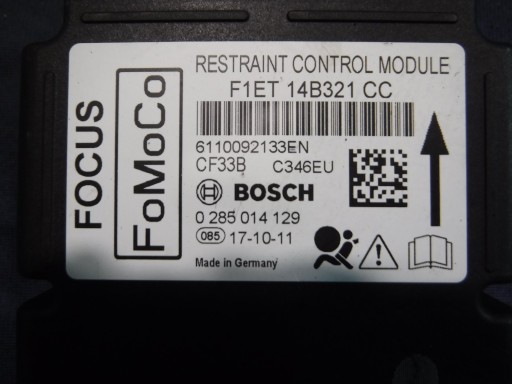 FOCUS
FoMoCo
RESTRAINT CONTROL MODULE
F1ET 14B321 CC
6110092133EN
CF33B C346EU
BOSCH
0 285 014 129
085 17-10-11
Made in Germany